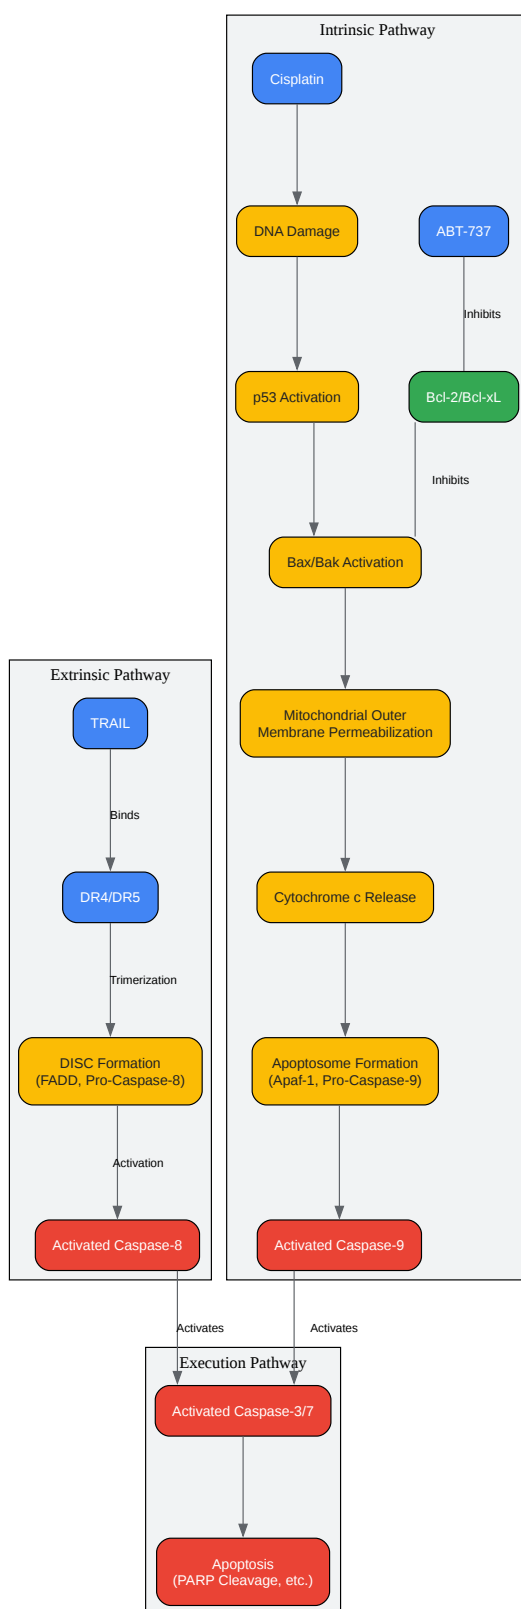 Intrinsic Pathway
Cisplatin
DNA Damage
ABT-737
Inhibits
p53 Activation
Bcl-2/Bcl-xL
Inhibits
Bax/Bak Activation
Mitochondrial Outer
Membrane Permeabilization
Cytochrome c Release
Apoptosome Formation
(Apaf-1, Pro-Caspase-9)
Activated Caspase-9
Extrinsic Pathway
TRAIL
Binds
DR4/DR5
Trimerization
DISC Formation
(FADD, Pro-Caspase-8)
Activation
Activated Caspase-8
Activates
Activates
Execution Pathway
Activated Caspase-3/7
Apoptosis
(PARP Cleavage, etc.)